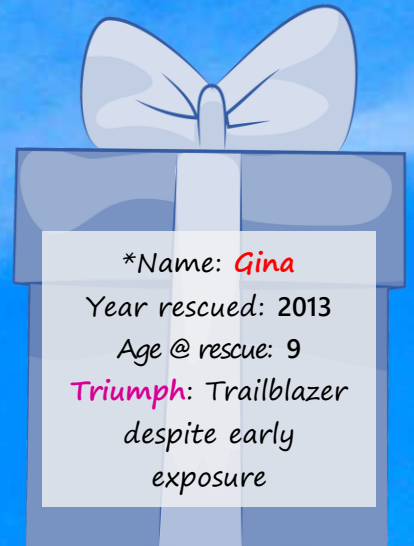 *Name: Gina
Year rescued: 2013
Age @ rescue: 9
Triumph: Trailblazer
despite early
exposure